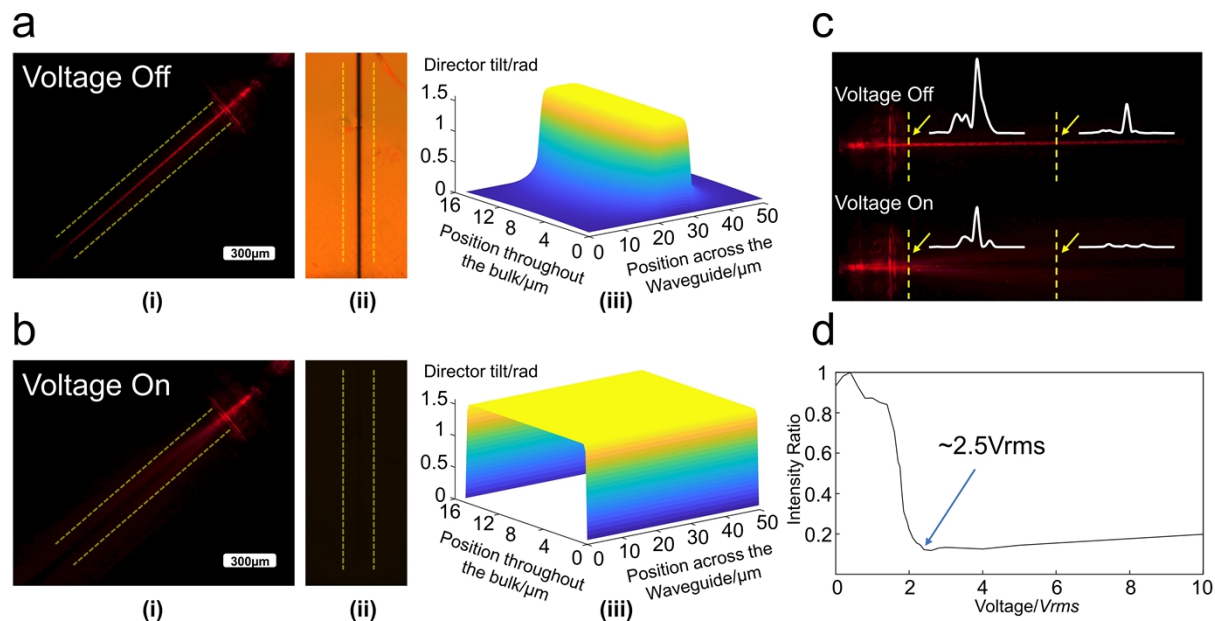 a
Voltage Off
300μm
(i)
(ii)
Director tilt/rad
1.5
1
0.5
0
16
12
8
4
0
Position throughout
the bulk/μm
0
10
20
30
40
50
Position across the
Waveguide/μm
(iii)
b
Voltage On
300μm
(i)
(ii)
Director tilt/rad
1.5
1
0.5
0
16
12
8
4
0
Position throughout
the bulk/μm
0
10
20
30
40
50
Position across the
Waveguide/μm
(iii)
c
Voltage Off
Voltage On
d
Intensity Ratio
1
0.8
0.6
0.4
0.2
~2.5Vrms
0
2
4
6
8
10
Voltage/Vrms